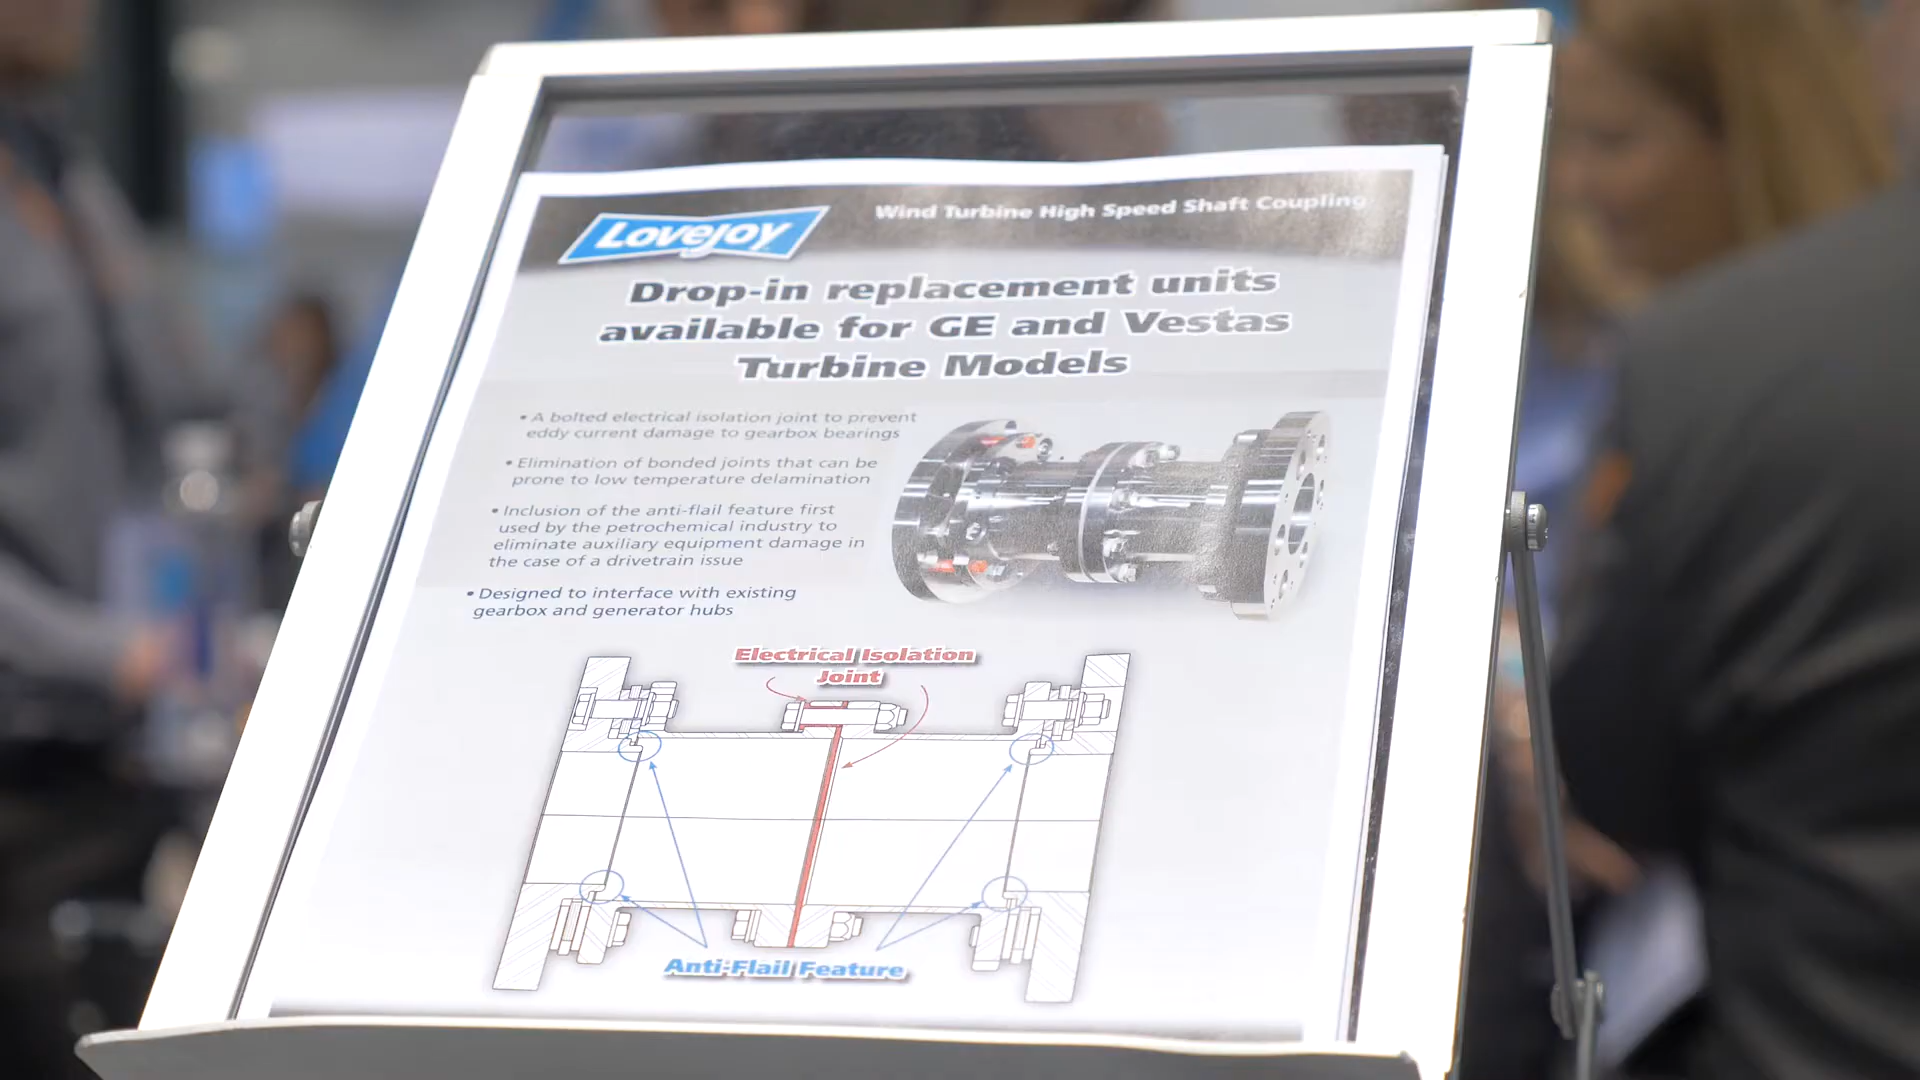 Lovejoy
Wind Turbine High Speed Shaft Coupling
Drop-in replacement units
available for GE and Vestas
Turbine Models
• A bolted electrical isolation joint to prevent
eddy current damage to gearbox bearings
• Elimination of bonded joints that can be
prone to low temperature delamination
• Inclusion of the anti-flail feature first
used by the petrochemical industry to
eliminate auxiliary equipment damage in
the case of a drivetrain issue
• Designed to interface with existing
gearbox and generator hubs
Electrical Isolation
Joint
Anti-Flail Feature